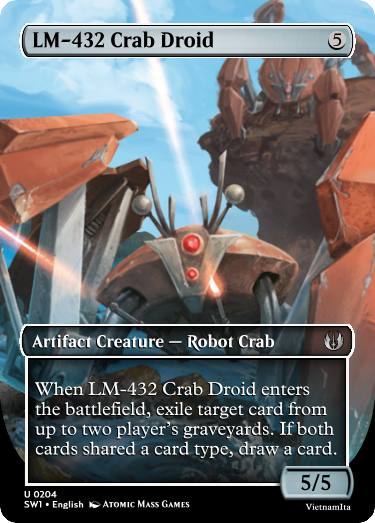 LM-432 Crab Droid
5
Artifact Creature — Robot Crab
When LM-432 Crab Droid enters
the battlefield, exile target card from
up to two player's graveyards. If both
cards shared a card type, draw a card.
5/5
U 0204
SW1 • English ATOMIC MASS GAMES
VietnamIta